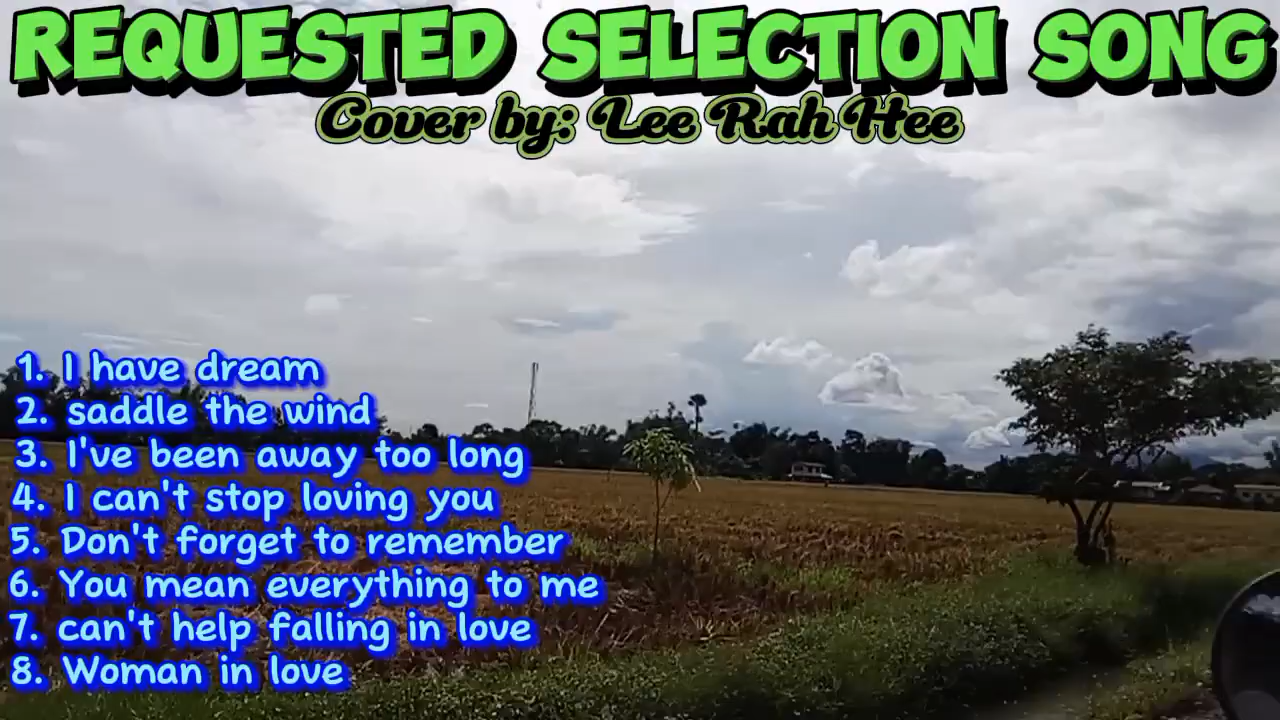 REQUESTED SELECTION SONG
Cover by: Lee Rah Hee
1. I have dream
2. saddle the wind
3. I've been away too long
4. I can't stop loving you
5. Don't forget to remember
6. You mean everything to me
7. can't help falling in love
8. Woman in love